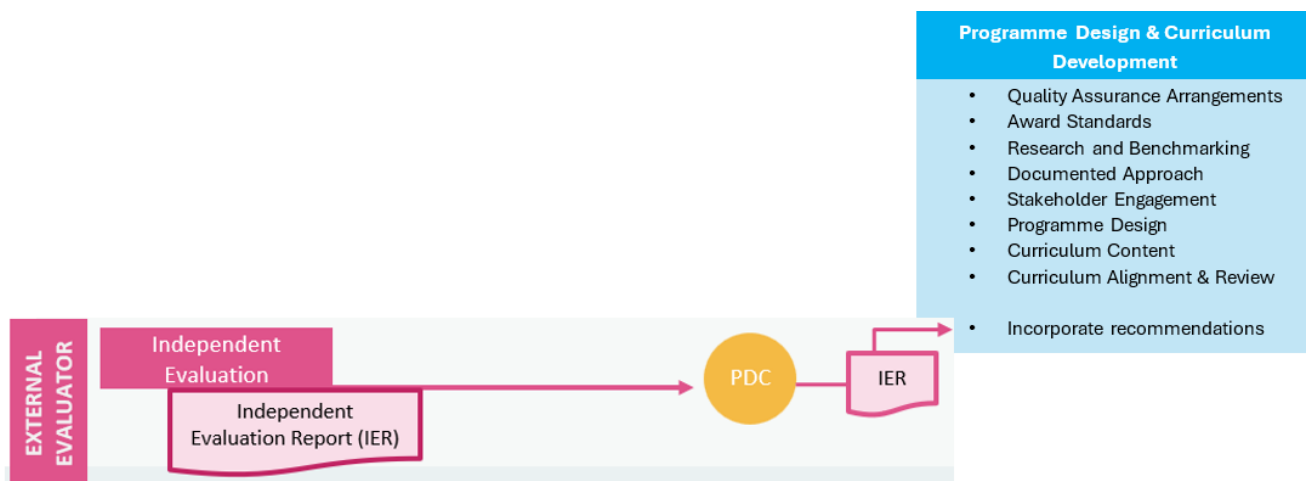 Programme Design & Curriculum
Development
• Quality Assurance Arrangements
• Award Standards
• Research and Benchmarking
• Documented Approach
• Stakeholder Engagement
• Programme Design
• Curriculum Content
• Curriculum Alignment & Review
• Incorporate recommendations
EXTERNAL
EVALUATOR
Independent
Evaluation
Independent
Evaluation Report (IER)
PDC
IER